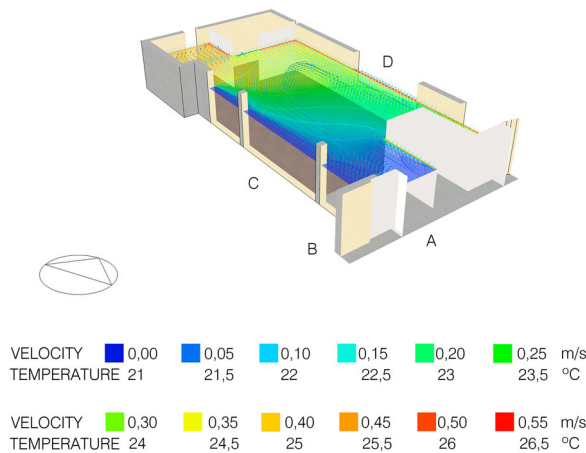 D
C
B
A
VELOCITY 0,00 0,05 0,10 0,15 0,20 0,25 m/s
TEMPERATURE 21 21,5 22 22,5 23 23,5 ºC
VELOCITY 0,30 0,35 0,40 0,45 0,50 0,55 m/s
TEMPERATURE 24 24,5 25 25,5 26 26,5 ºC